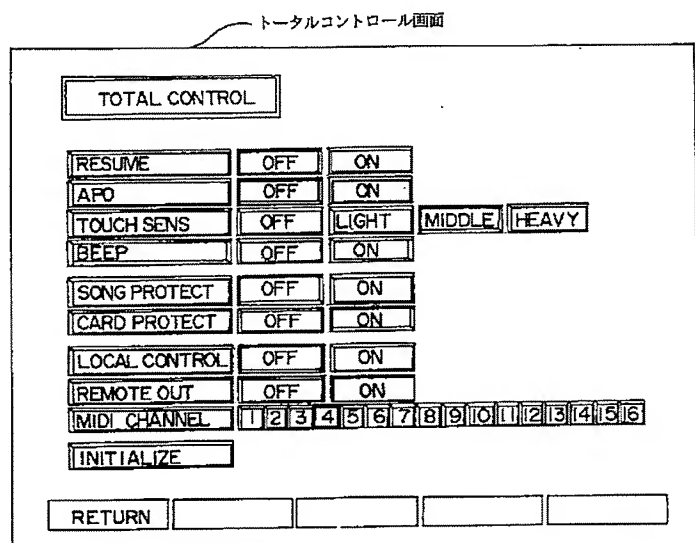 トータルコントロール画面
TOTAL CONTROL
RESUME OFF ON
APO OFF ON
TOUCH SENS OFF LIGHT MIDDLE HEAVY
BEEP OFF ON
SONG PROTECT OFF ON
CARD PROTECT OFF ON
LOCAL CONTROL OFF ON
REMOTE OUT OFF ON
MIDI CHANNEL 1 2 3 4 5 6 7 8 9 10 11 12 13 14 15 16
INITIALIZE
RETURN